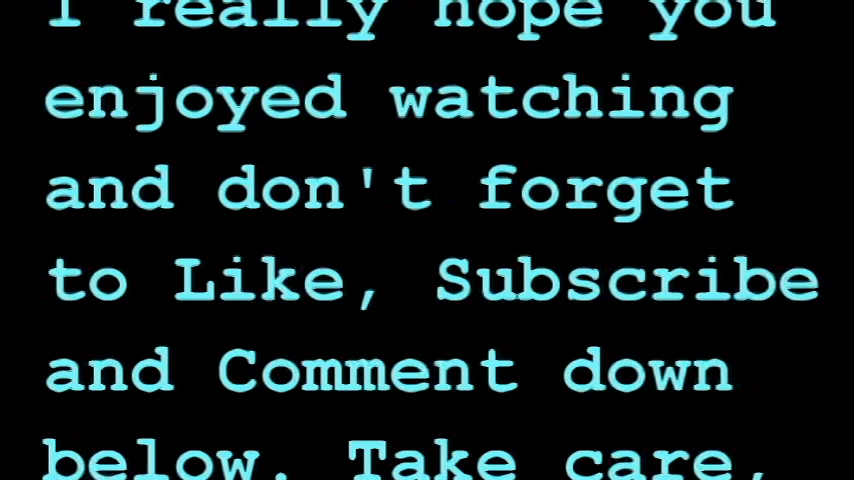 I really hope you
enjoyed watching
and don't forget
to Like, Subscribe
and Comment down
below. Take care,